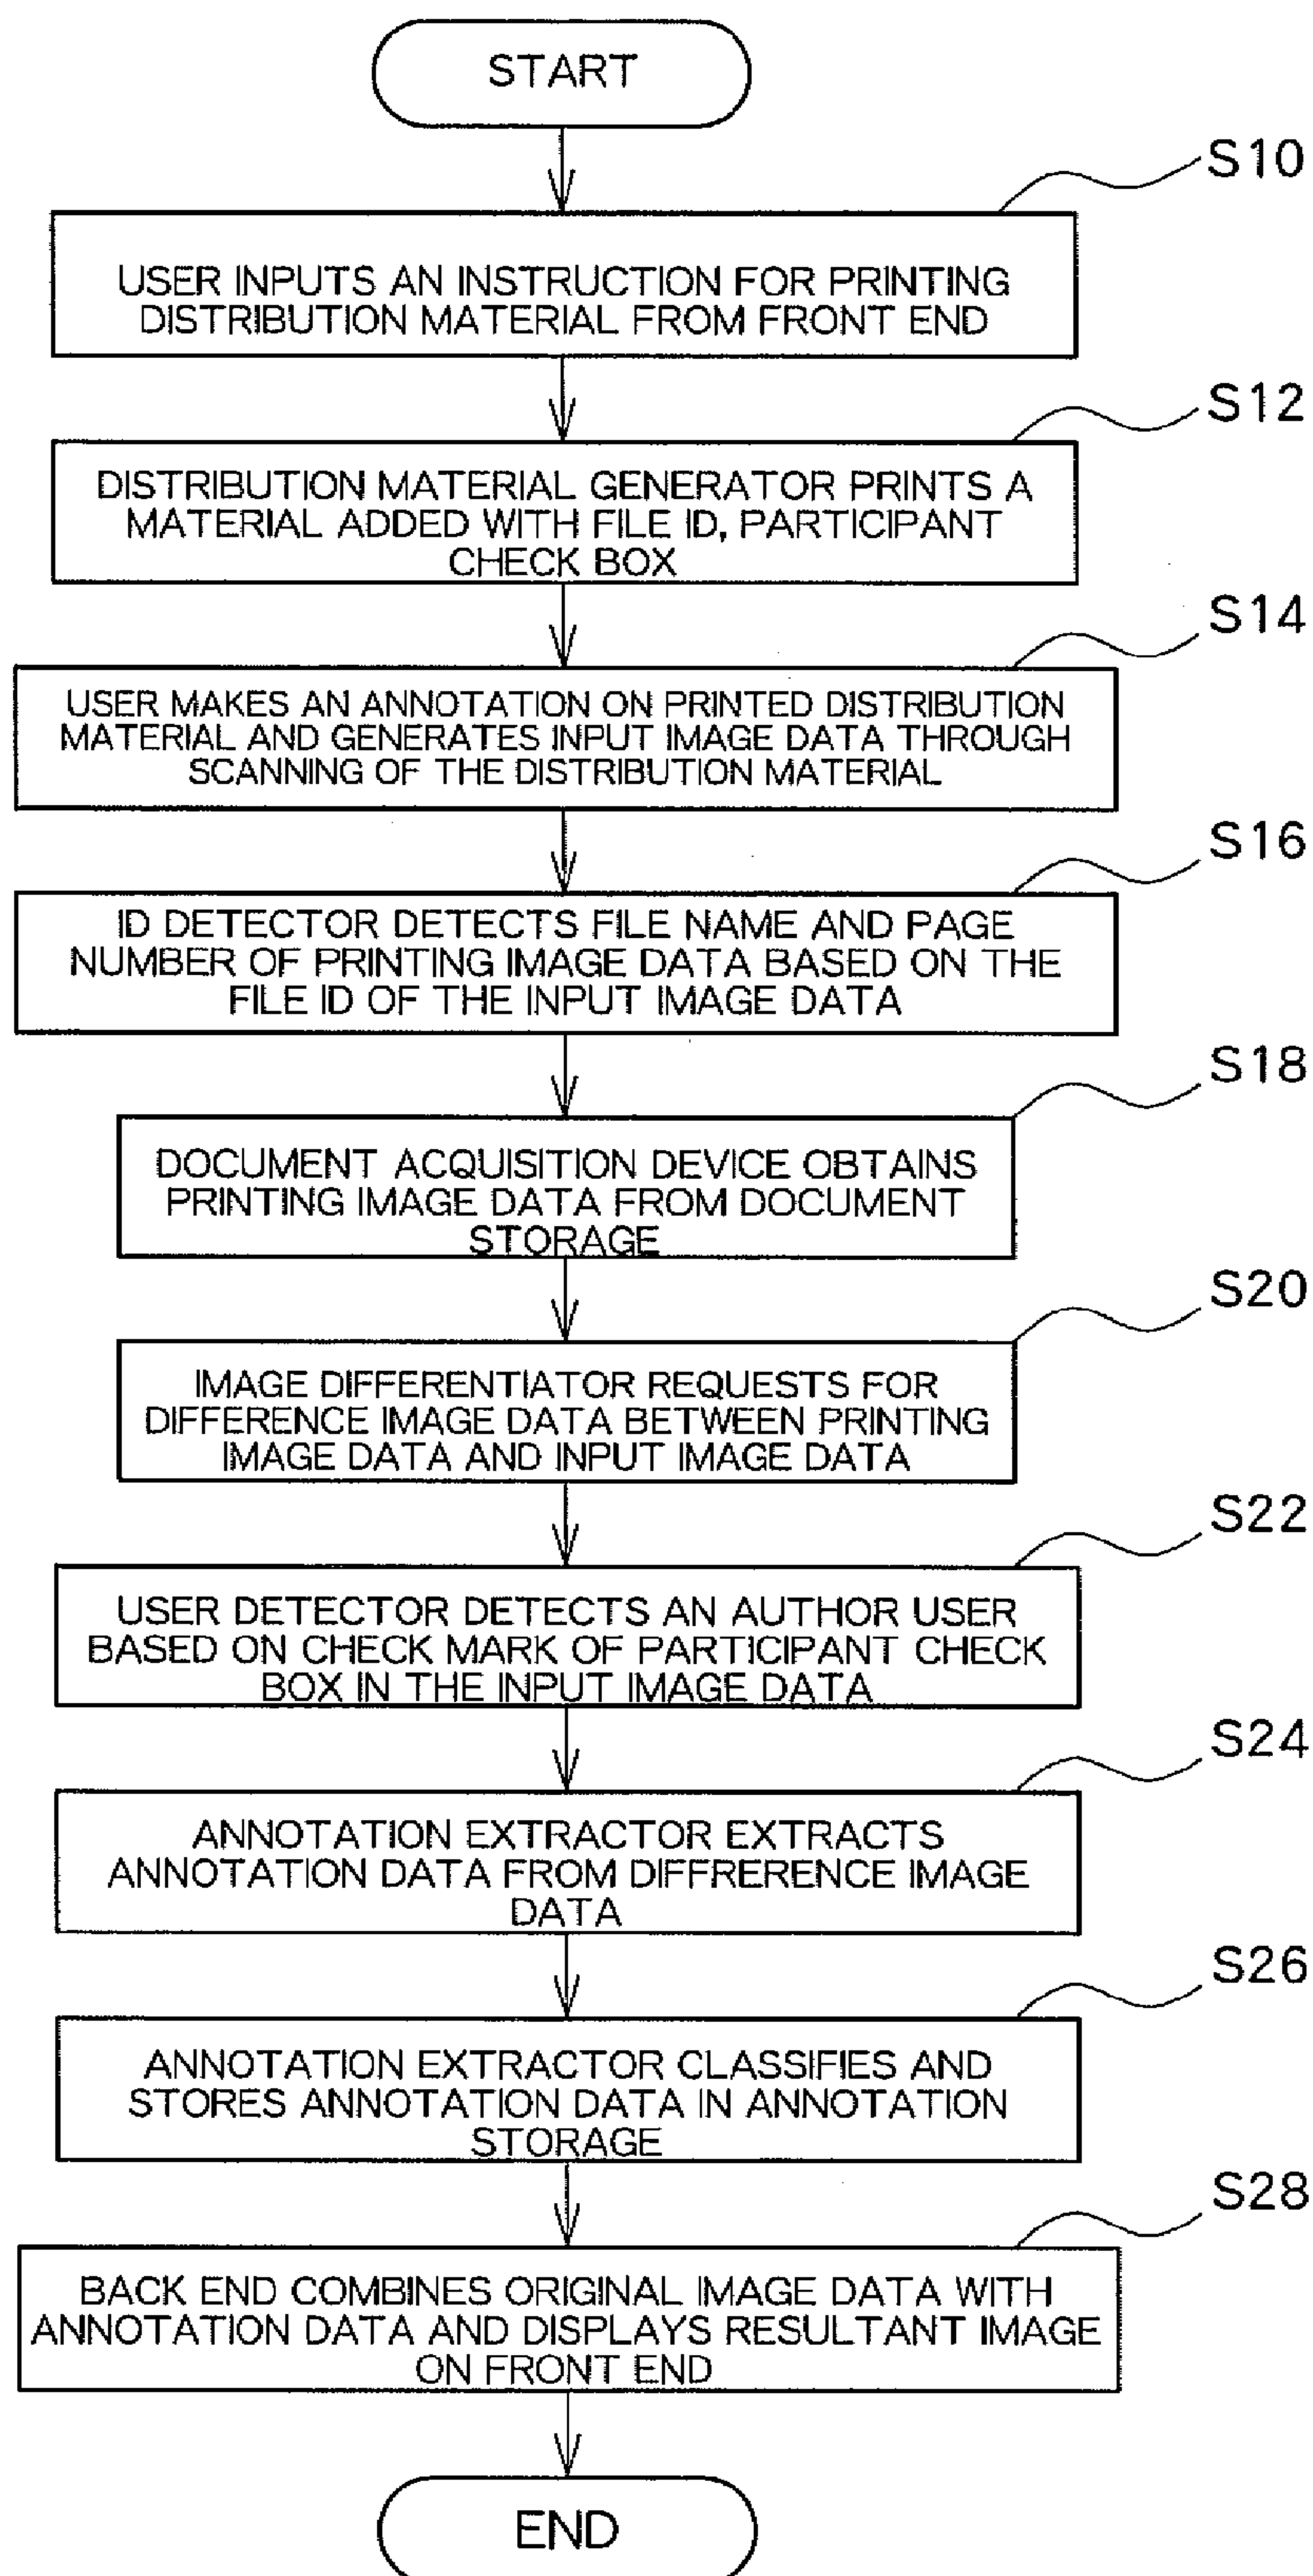 START
S10
USER INPUTS AN INSTRUCTION FOR PRINTING
DISTRIBUTION MATERIAL FROM FRONT END
S12
DISTRIBUTION MATERIAL GENERATOR PRINTS A
MATERIAL ADDED WITH FILE ID, PARTICIPANT
CHECK BOX
S14
USER MAKES AN ANNOTATION ON PRINTED DISTRIBUTION
MATERIAL AND GENERATES INPUT IMAGE DATA THROUGH
SCANNING OF THE DISTRIBUTION MATERIAL
S16
ID DETECTOR DETECTS FILE NAME AND PAGE
NUMBER OF PRINTING IMAGE DATA BASED ON THE
FILE ID OF THE INPUT IMAGE DATA
S18
DOCUMENT ACQUISITION DEVICE OBTAINS
PRINTING IMAGE DATA FROM DOCUMENT
STORAGE
S20
IMAGE DIFFERENTIATOR REQUESTS FOR
DIFFERENCE IMAGE DATA BETWEEN PRINTING
IMAGE DATA AND INPUT IMAGE DATA
S22
USER DETECTOR DETECTS AN AUTHOR USER
BASED ON CHECK MARK OF PARTICIPANT CHECK
BOX IN THE INPUT IMAGE DATA
S24
ANNOTATION EXTRACTOR EXTRACTS
ANNOTATION DATA FROM DIFFRERENCE IMAGE
DATA
S26
ANNOTATION EXTRACTOR CLASSIFIES AND
STORES ANNOTATION DATA IN ANNOTATION
STORAGE
S28
BACK END COMBINES ORIGINAL IMAGE DATA WITH
ANNOTATION DATA AND DISPLAYS RESULTANT IMAGE
ON FRONT END
END